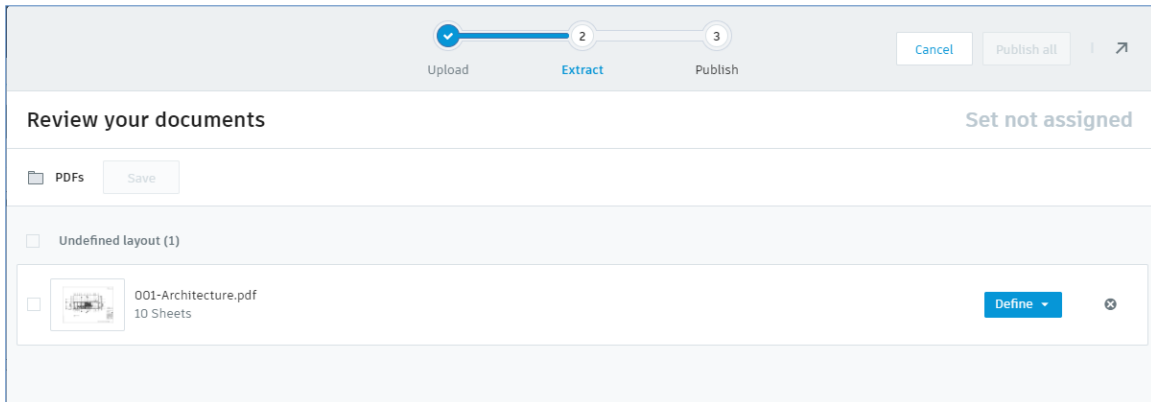 2
3
Upload
Extract
Publish
Cancel
Publish all
Review your documents
Set not assigned
PDFs
Save
Undefined layout (1)
001-Architecture.pdf
10 Sheets
Define